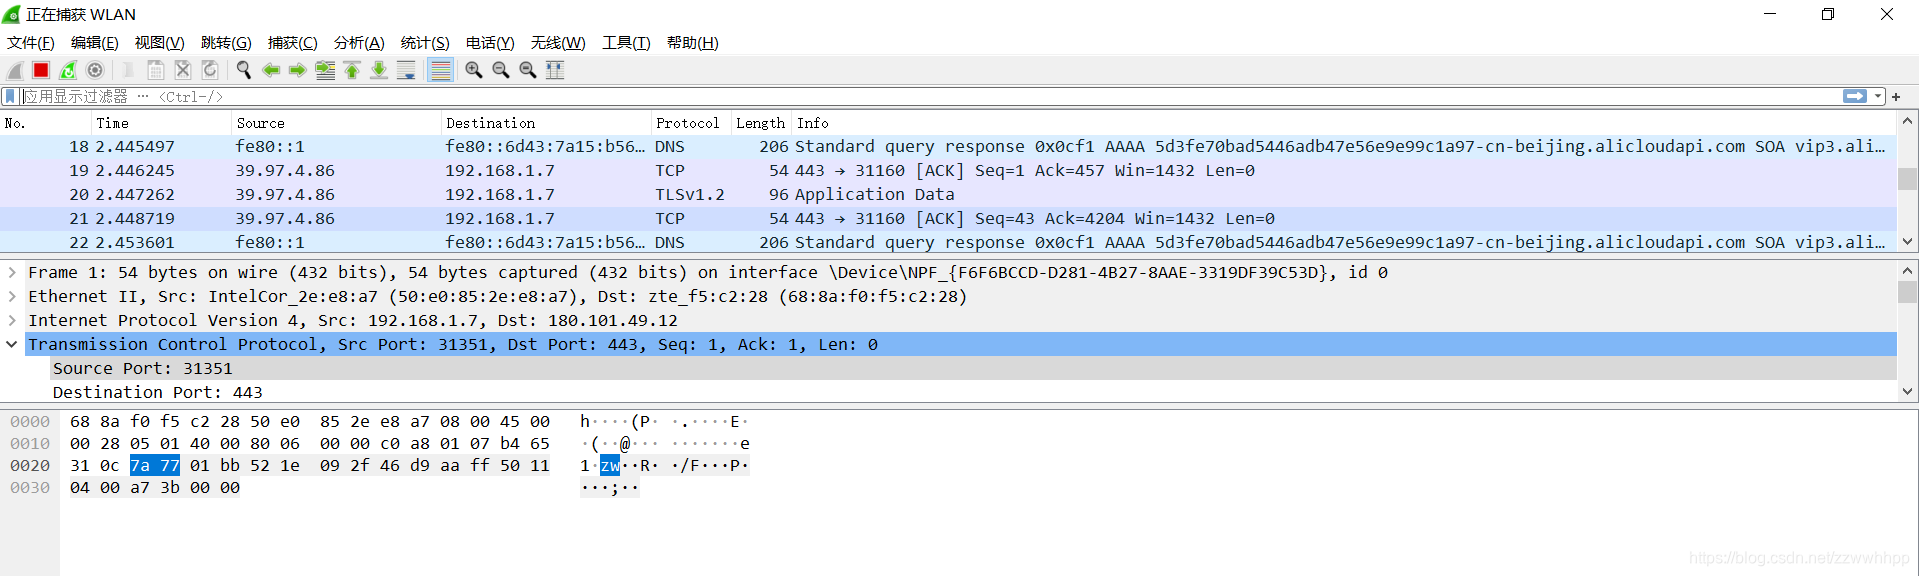 正在捕获 WLAN
文件(F) 编辑(E) 视图(V) 跳转(G) 捕获(C) 分析(A) 统计(S) 电话(Y) 无线(W) 工具(T) 帮助(H)
应用显示过滤器 … <Ctrl-/>
No. Time Source Destination Protocol Length Info
18 2.445497 fe80::1 fe80::6d43:7a15:b56… DNS 206 Standard query response 0x0cf1 AAAA 5d3fe70bad5446adb47e56e9e99c1a97-cn-beijing.alicloudapi.com SOA vip3.ali…
19 2.446245 39.97.4.86 192.168.1.7 TCP 54 443 → 31160 [ACK] Seq=1 Ack=457 Win=1432 Len=0
20 2.447262 39.97.4.86 192.168.1.7 TLSv1.2 96 Application Data
21 2.448719 39.97.4.86 192.168.1.7 TCP 54 443 → 31160 [ACK] Seq=43 Ack=4204 Win=1432 Len=0
22 2.453601 fe80::1 fe80::6d43:7a15:b56… DNS 206 Standard query response 0x0cf1 AAAA 5d3fe70bad5446adb47e56e9e99c1a97-cn-beijing.alicloudapi.com SOA vip3.ali…
Frame 1: 54 bytes on wire (432 bits), 54 bytes captured (432 bits) on interface \Device\NPF_{F6F6BCCD-D281-4B27-8AAE-3319DF39C53D}, id 0
Ethernet II, Src: IntelCor_2e:e8:a7 (50:e0:85:2e:e8:a7), Dst: zte_f5:c2:28 (68:8a:f0:f5:c2:28)
Internet Protocol Version 4, Src: 192.168.1.7, Dst: 180.101.49.12
Transmission Control Protocol, Src Port: 31351, Dst Port: 443, Seq: 1, Ack: 1, Len: 0
Source Port: 31351
Destination Port: 443
0000 68 8a f0 f5 c2 28 50 e0 85 2e e8 a7 08 00 45 00 h····(P· ·.····E·
0010 00 28 05 01 40 00 80 06 00 00 c0 a8 01 07 b4 65 ·(··@··· ·······e
0020 31 0c 7a 77 01 bb 52 1e 09 2f 46 d9 aa ff 50 11 1·zw··R· ·/F···P·
0030 04 00 a7 3b 00 00 ···;··
https://blog.csdn.net/zzwwhhpp